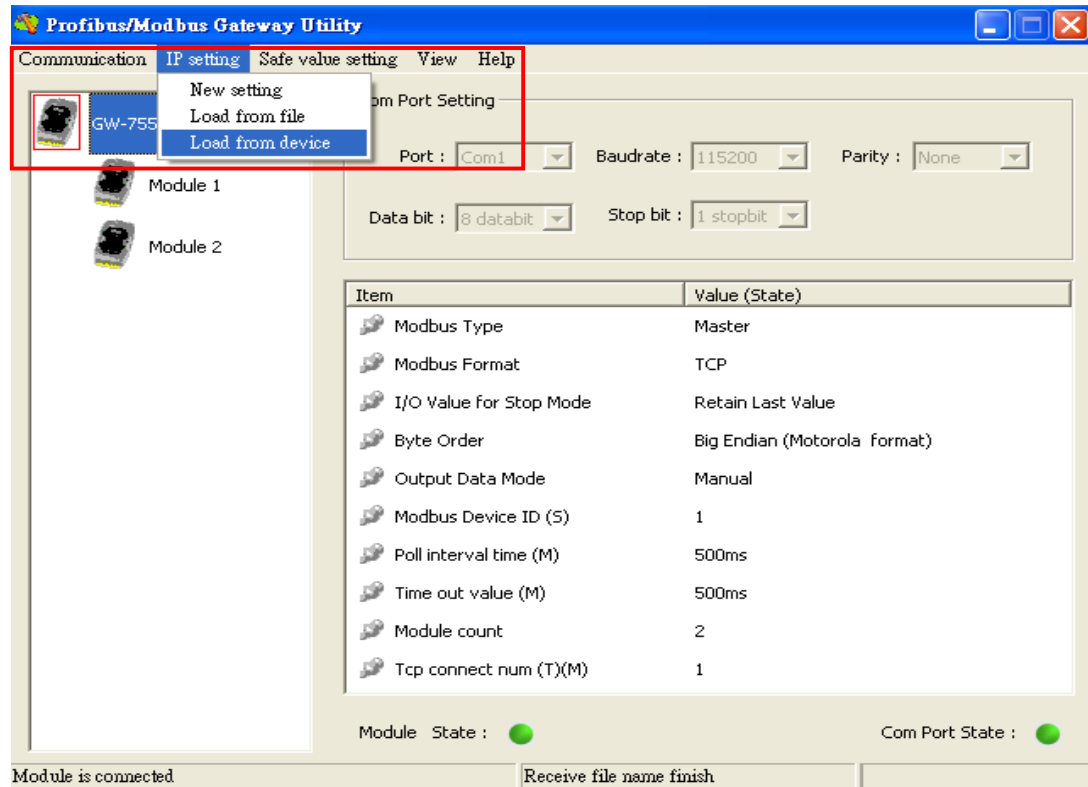 Profibus/Modbus Gateway Utility
Communication IP setting Safe value setting View Help
New setting
Load from file
Load from device
GW-755
Module 1
Module 2
om Port Setting
Port : Com1 Baudrate : 115200 Parity : None
Data bit : 8 databit Stop bit : 1 stopbit
Item Value (State)
Modbus Type Master
Modbus Format TCP
I/O Value for Stop Mode Retain Last Value
Byte Order Big Endian (Motorola format)
Output Data Mode Manual
Modbus Device ID (S) 1
Poll interval time (M) 500ms
Time out value (M) 500ms
Module count 2
Tcp connect num (T)(M) 1
Module State : Com Port State :
Module is connected Receive file name finish